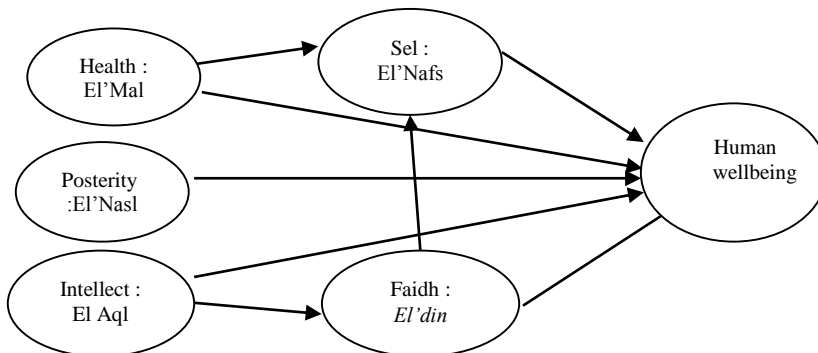 Health :
El’Mal
Sel :
El’Nafs
Human
wellbeing
Posterity
:El’Nasl
Intellect :
El Aql
Faidh :
El’din